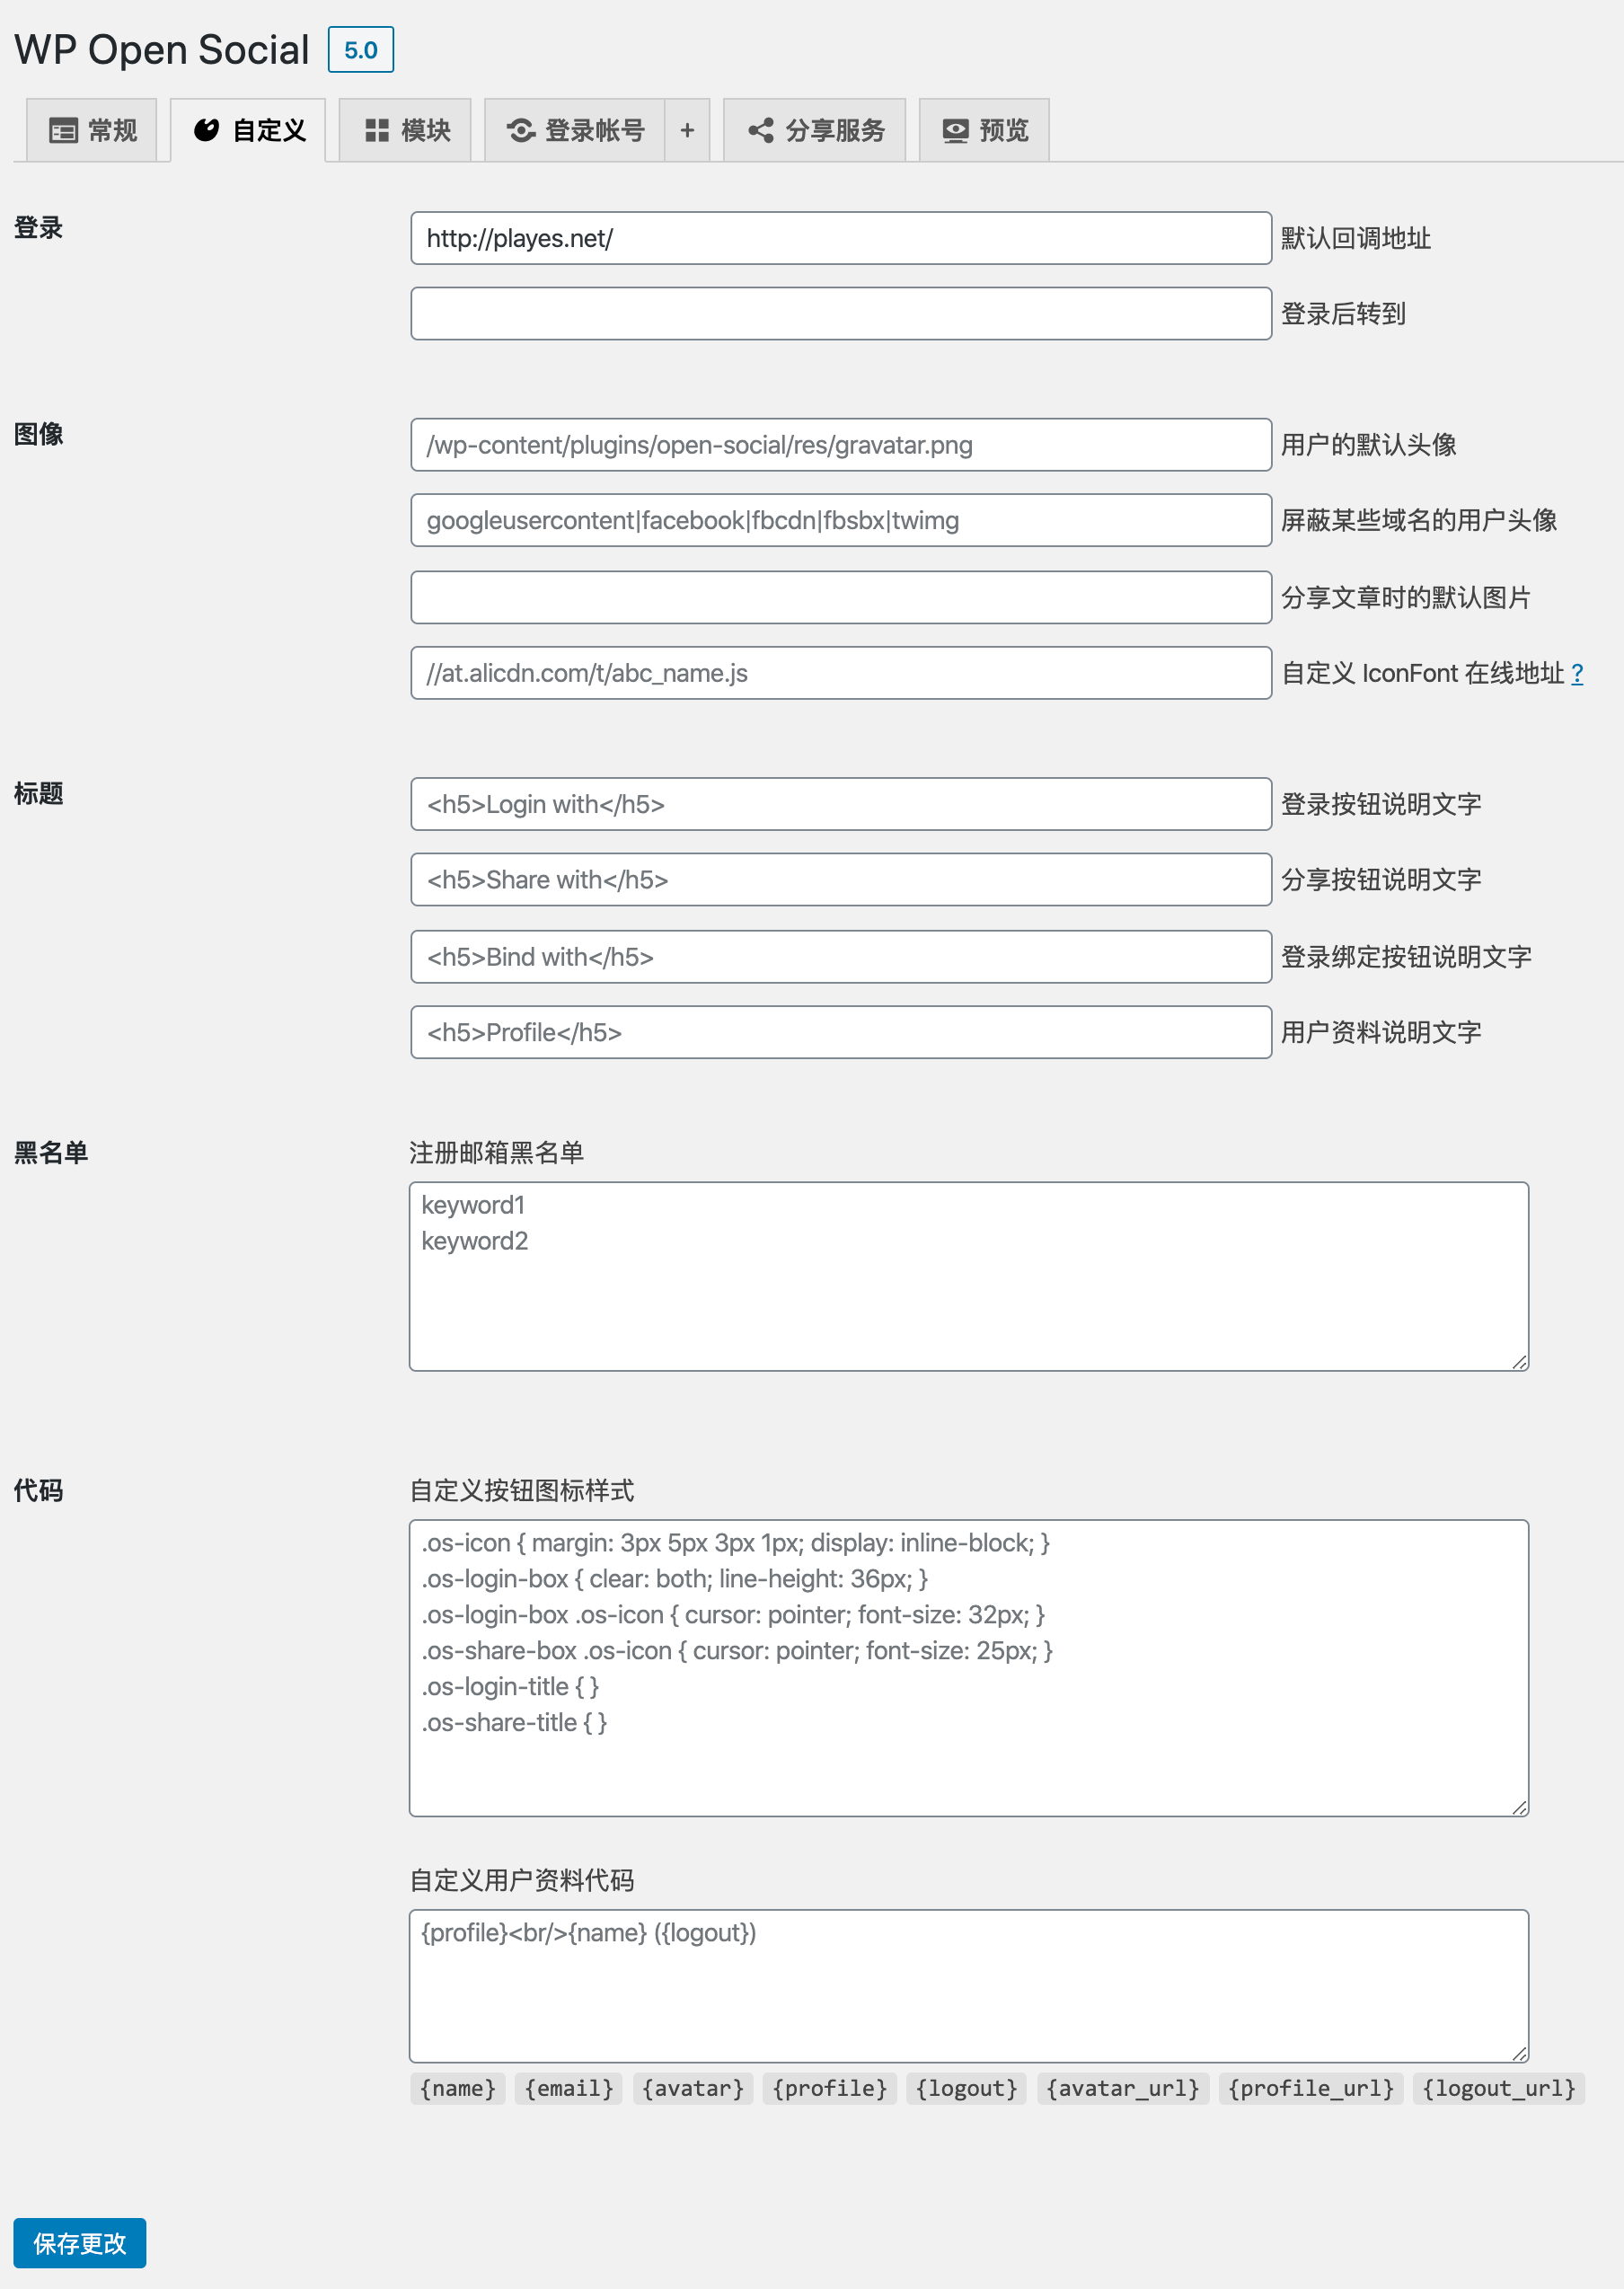 WP Open Social 5.0
常规 自定义 模块 登录帐号 + 分享服务 预览
登录
http://playes.net/ 默认回调地址
登录后转到
图像
/wp-content/plugins/open-social/res/gravatar.png 用户的默认头像
googleusercontent|facebook|fbcdn|fbsbx|twimg 屏蔽某些域名的用户头像
分享文章时的默认图片
//at.alicdn.com/t/abc_name.js 自定义 IconFont 在线地址 ?
标题
<h5>Login with</h5> 登录按钮说明文字
<h5>Share with</h5> 分享按钮说明文字
<h5>Bind with</h5> 登录绑定按钮说明文字
<h5>Profile</h5> 用户资料说明文字
黑名单
注册邮箱黑名单
keyword1
keyword2
代码
自定义按钮图标样式
.os-icon { margin: 3px 5px 3px 1px; display: inline-block; }
.os-login-box { clear: both; line-height: 36px; }
.os-login-box .os-icon { cursor: pointer; font-size: 32px; }
.os-share-box .os-icon { cursor: pointer; font-size: 25px; }
.os-login-title { }
.os-share-title { }
自定义用户资料代码
{profile}<br/>{name} ({logout})
{name} {email} {avatar} {profile} {logout} {avatar_url} {profile_url} {logout_url}
保存更改